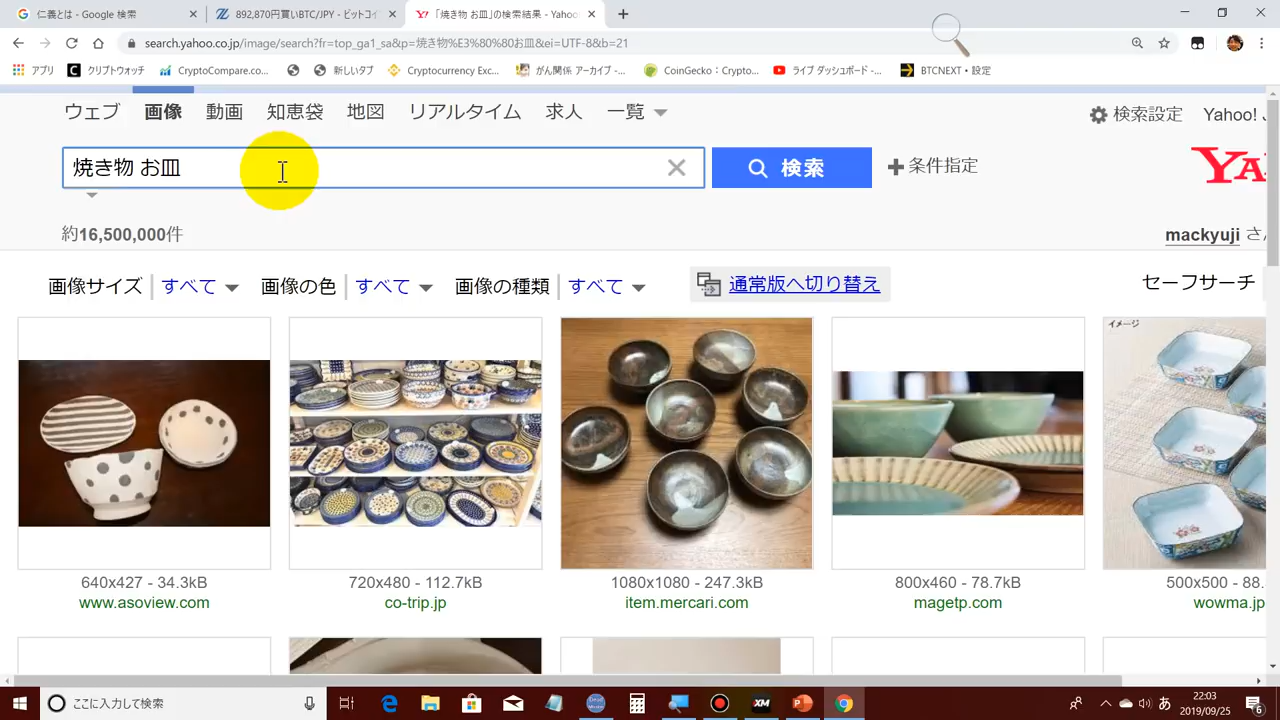 仁義とは - Google 検索
892,870円買いBTC/JPY - ビットコイ
「焼き物 お皿」の検索結果 - Yahoo!
search.yahoo.co.jp/image/search?fr=top_ga1_sa&p=焼き物%E3%80%80お皿&ei=UTF-8&b=21
アプリ
クリプトウォッチ
CryptoCompare.co...
新しいタブ
Cryptocurrency Exc...
がん関係 アーカイブ -...
CoinGecko：Crypto...
ライブ ダッシュボード -...
BTCNEXT・設定
ウェブ 画像 動画 知恵袋 地図 リアルタイム 求人 一覧
検索設定 Yahoo! J
焼き物 お皿
検索
条件指定
YA
約16,500,000件
mackyuji さん
画像サイズ すべて 画像の色 すべて 画像の種類 すべて
通常版へ切り替え
セーフサーチ
イメージ
640x427 - 34.3kB
www.asoview.com
720x480 - 112.7kB
co-trip.jp
1080x1080 - 247.3kB
item.mercari.com
800x460 - 78.7kB
magetp.com
500x500 - 88.
wowma.jp
ここに入力して検索
XM
あ
22:03
2019/09/25
6